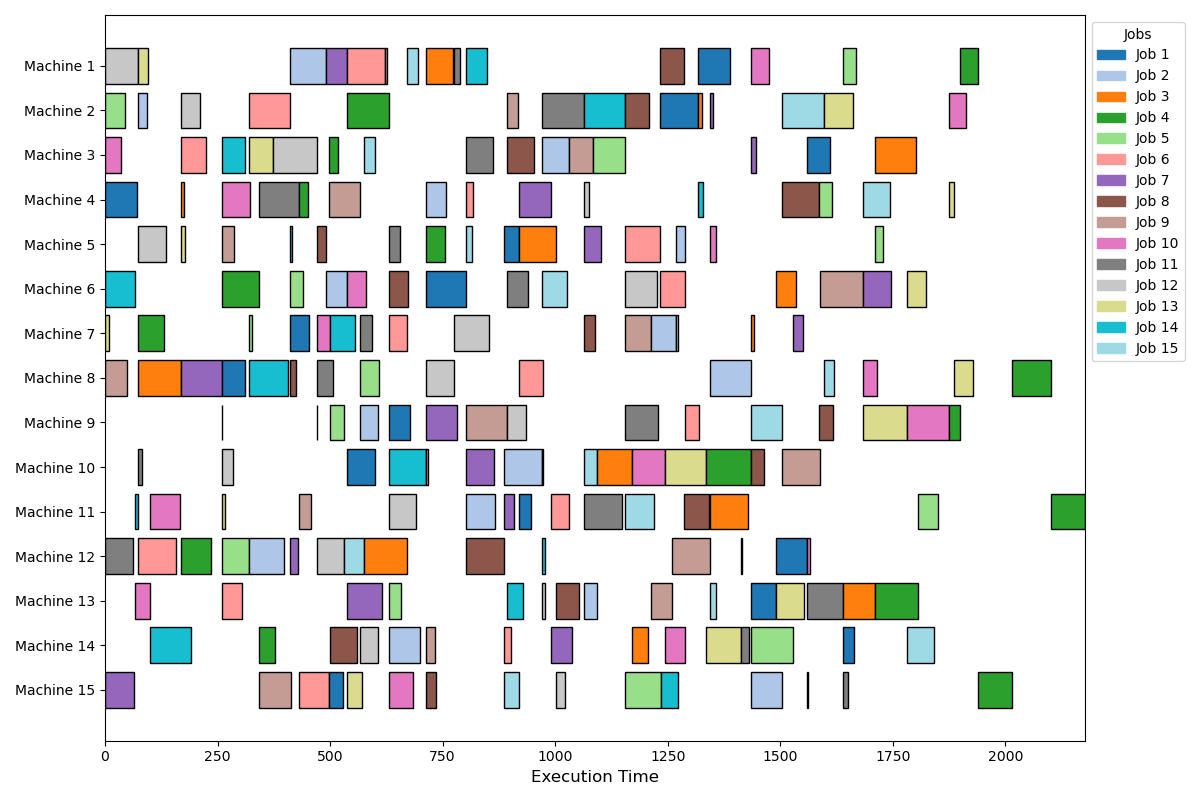 Machine 1
Machine 2
Machine 3
Machine 4
Machine 5
Machine 6
Machine 7
Machine 8
Machine 9
Machine 10
Machine 11
Machine 12
Machine 13
Machine 14
Machine 15
0 250 500 750 1000 1250 1500 1750 2000
Execution Time
Jobs
Job 1
Job 2
Job 3
Job 4
Job 5
Job 6
Job 7
Job 8
Job 9
Job 10
Job 11
Job 12
Job 13
Job 14
Job 15